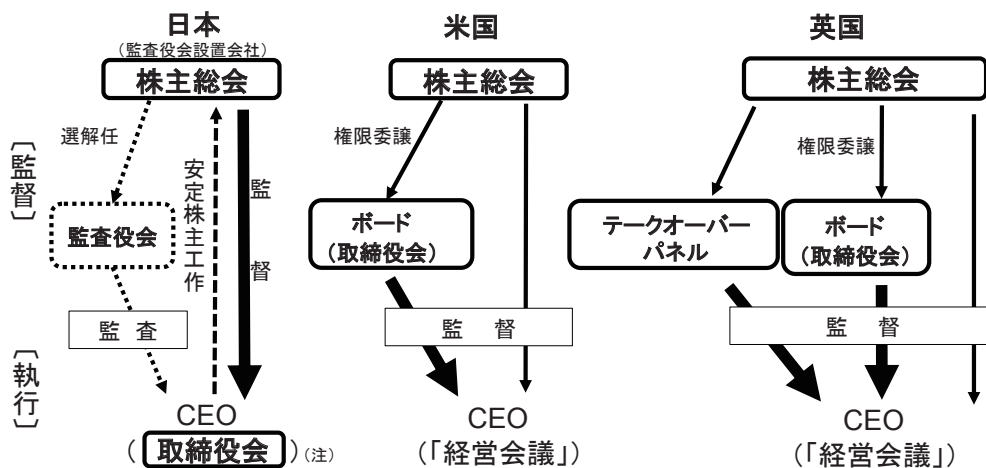 日本
(監査役会設置会社)
株主総会
選解任
安定株主工作
監督
〔監督〕
監査役会
監 査
〔執行〕
CEO
( 取締役会 )(注)
米国
株主総会
権限委譲
ボード
(取締役会)
監 督
CEO
(「経営会議」)
英国
株主総会
権限委譲
テークオーバー
パネル
ボード
(取締役会)
監 督
CEO
(「経営会議」)